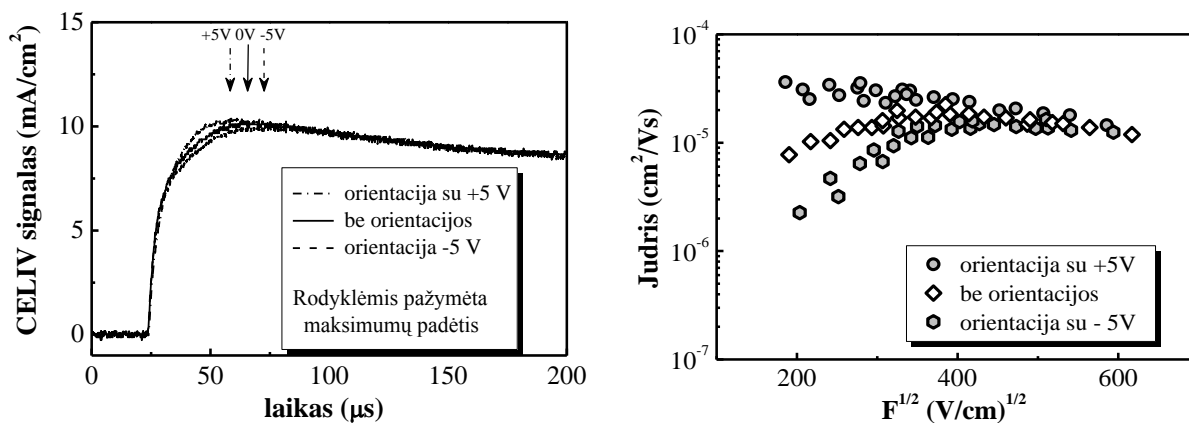 15
10
5
0
CELIV signalas (mA/cm²)
+5V 0V -5V
orientacija su +5 V
be orientacijos
orientacija -5 V
Rodyklėmis pažymėta
maksimumų padėtis
0 50 100 150 200
laikas (μs)
10⁻⁴
10⁻⁵
10⁻⁶
10⁻⁷
Judris (cm²/Vs)
orientacija su +5V
be orientacijos
orientacija su - 5V
200 400 600
F^1/2 (V/cm)^1/2